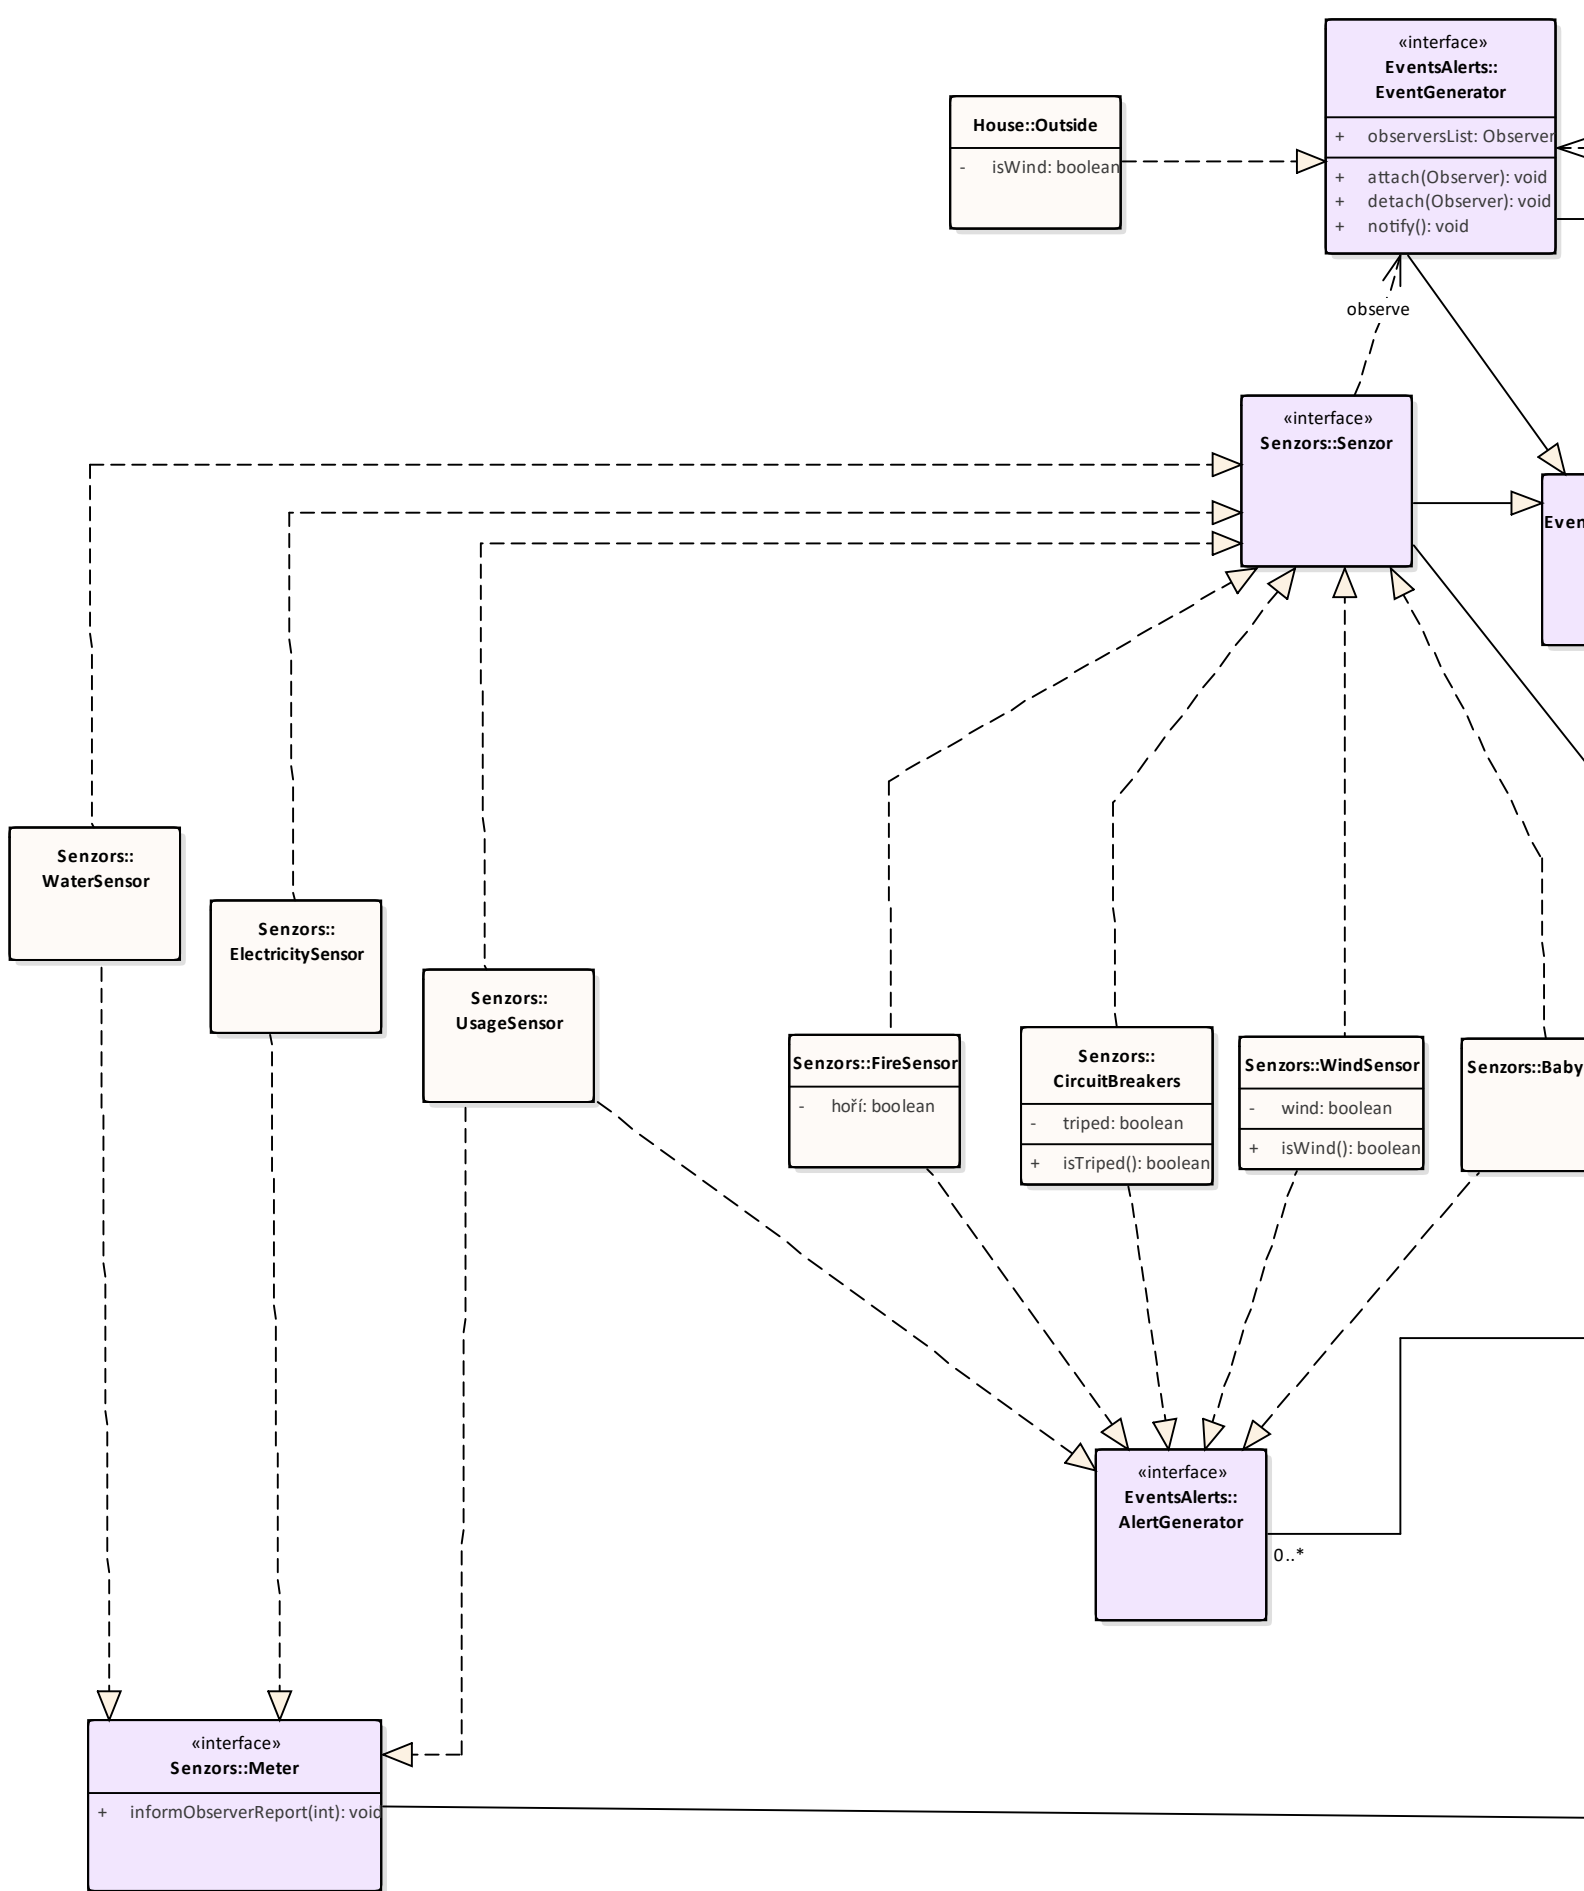 «interface»
EventsAlerts::
EventGenerator
+ observersList: Observer
+ attach(Observer): void
+ detach(Observer): void
+ notify(): void
House::Outside
- isWind: boolean
observe
«interface»
Senzors::Senzor
Even
Senzors::
WaterSensor
Senzors::
ElectricitySensor
Senzors::
UsageSensor
Senzors::FireSensor
- hoří: boolean
Senzors::
CircuitBreakers
- triped: boolean
+ isTriped(): boolean
Senzors::WindSensor
- wind: boolean
+ isWind(): boolean
Senzors::Baby
«interface»
EventsAlerts::
AlertGenerator
0..*
«interface»
Senzors::Meter
+ informObserverReport(int): void